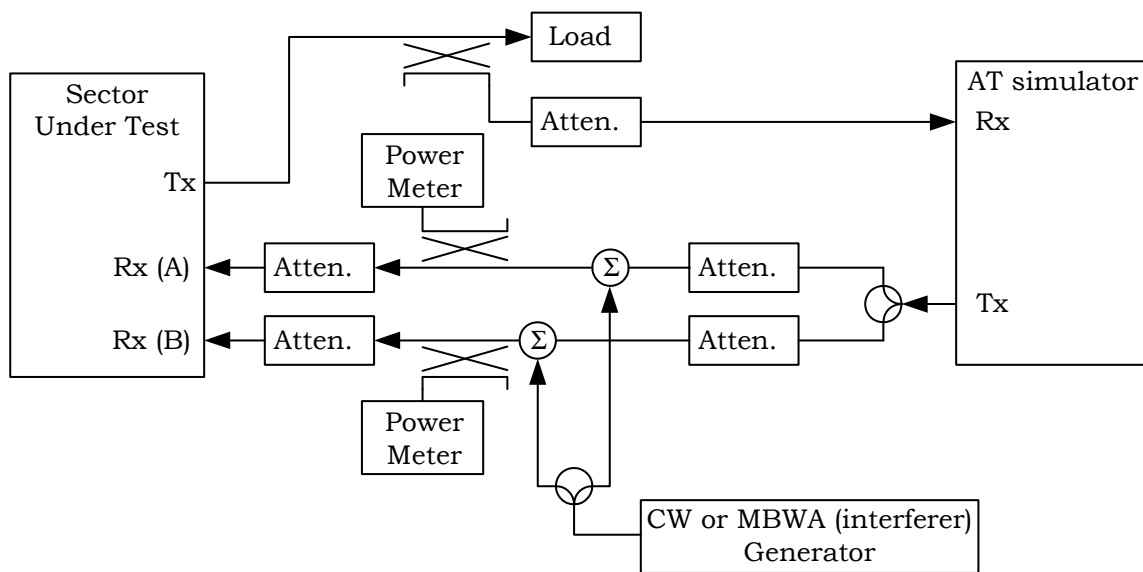 Load
Sector
Under Test
AT simulator
Atten.
Rx
Power
Meter
Tx
Rx (A)
Atten.
Σ
Atten.
Tx
Rx (B)
Atten.
Σ
Atten.
Power
Meter
CW or MBWA (interferer)
Generator